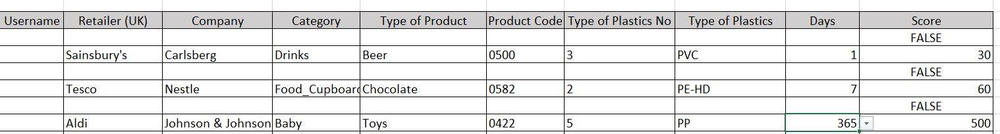 Username Retailer (UK) Company Category Type of Product Product Code Type of Plastics No Type of Plastics Days Score
FALSE
Sainsbury's Carlsberg Drinks Beer 0500 3 PVC 1 30
FALSE
Tesco Nestle Food_Cupboard Chocolate 0582 2 PE-HD 7 60
FALSE
Aldi Johnson & Johnson Baby Toys 0422 5 PP 365 500